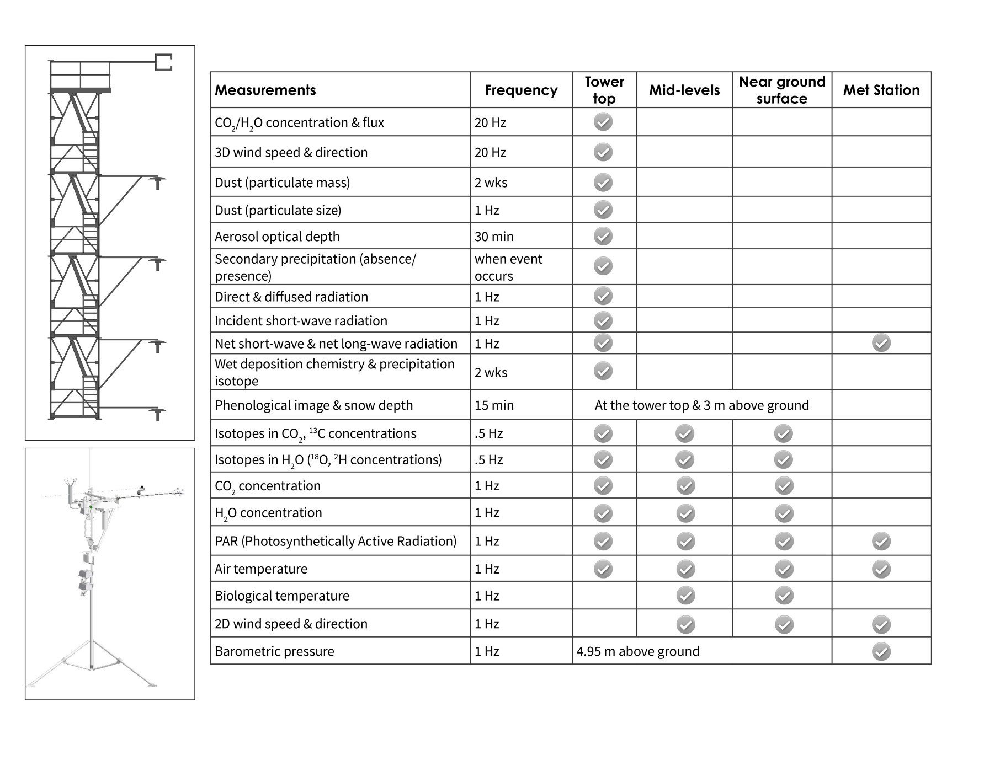 Measurements Frequency Tower top Mid-levels Near ground surface Met Station
CO₂/H₂O concentration & flux 20 Hz
3D wind speed & direction 20 Hz
Dust (particulate mass) 2 wks
Dust (particulate size) 1 Hz
Aerosol optical depth 30 min
Secondary precipitation (absence/
presence) when event
occurs
Direct & diffused radiation 1 Hz
Incident short-wave radiation 1 Hz
Net short-wave & net long-wave radiation 1 Hz
Wet deposition chemistry & precipitation
isotope 2 wks
Phenological image & snow depth 15 min At the tower top & 3 m above ground
Isotopes in CO₂, ¹³C concentrations .5 Hz
Isotopes in H₂O (¹⁸O, ²H concentrations) .5 Hz
CO₂ concentration 1 Hz
H₂O concentration 1 Hz
PAR (Photosynthetically Active Radiation) 1 Hz
Air temperature 1 Hz
Biological temperature 1 Hz
2D wind speed & direction 1 Hz
Barometric pressure 1 Hz 4.95 m above ground